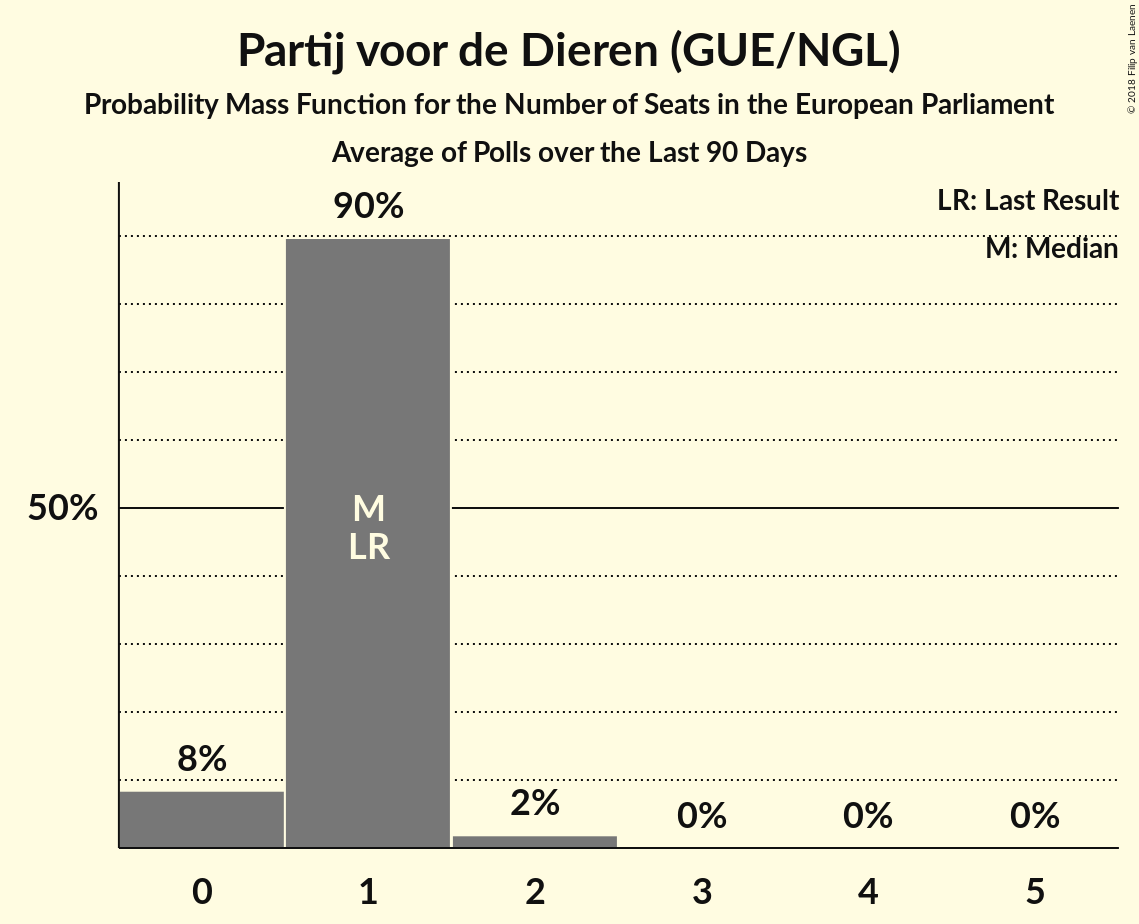 Partij voor de Dieren (GUE/NGL)
Probability Mass Function for the Number of Seats in the European Parliament
Average of Polls over the Last 90 Days
© 2018 Filip van Laenen
LR: Last Result
M: Median
90%
50%
M
LR
8%
2%
0%
0%
0%
0
1
2
3
4
5